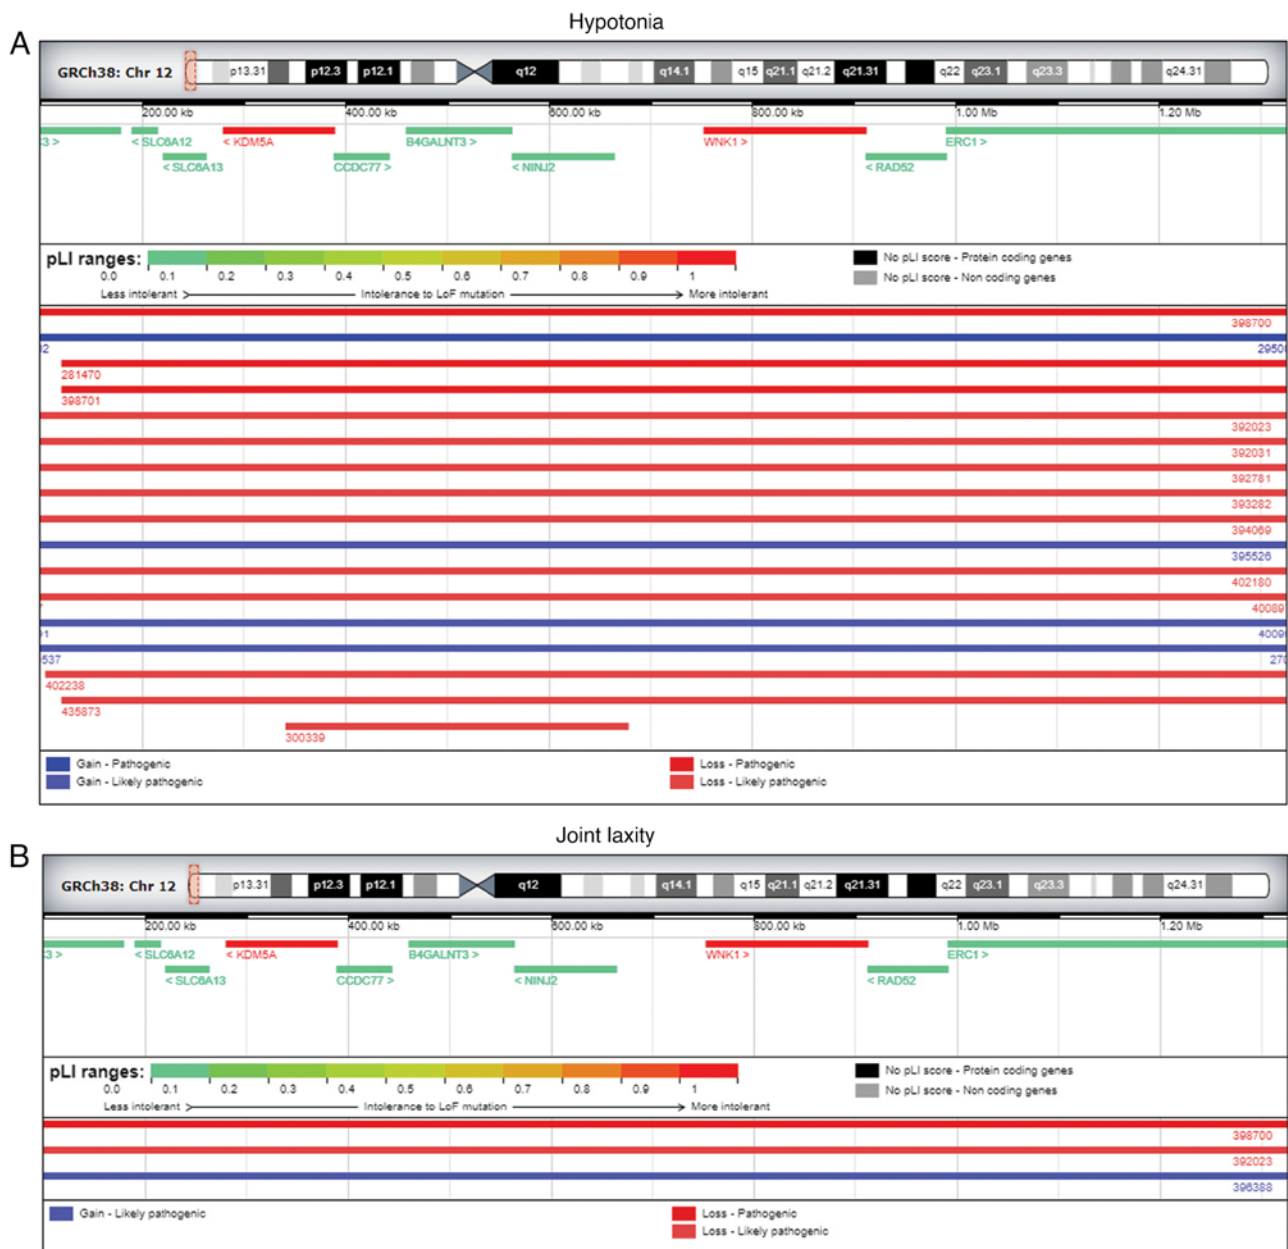 Hypotonia
A
GRCh38: Chr 12
p13.31 p12.3 p12.1 q12 q14.1 q15 q21.1 q21.2 q21.31 q22 q23.1 q23.3 q24.31
200.00 kb 400.00 kb 600.00 kb 800.00 kb 1.00 Mb 1.20 Mb
3 > < SLC6A12 < KDM5A B4GALNT3 > WNK1 > ERC1 >
< SLC6A13 CCDC77 > < NINJ2 < RAD52
pLI ranges:
0.0 0.1 0.2 0.3 0.4 0.5 0.6 0.7 0.8 0.9 1
Less intolerant Intolerance to LoF mutation More intolerant
No pLI score - Protein coding genes
No pLI score - Non coding genes
398700
32 2950
281470
398701
392023
392031
392781
393282
394069
395526
402180
40089
91 4009
537 270
402238
435873
300339
Gain - Pathogenic Loss - Pathogenic
Gain - Likely pathogenic Loss - Likely pathogenic
Joint laxity
B
GRCh38: Chr 12
p13.31 p12.3 p12.1 q12 q14.1 q15 q21.1 q21.2 q21.31 q22 q23.1 q23.3 q24.31
200.00 kb 400.00 kb 600.00 kb 800.00 kb 1.00 Mb 1.20 Mb
3 > < SLC6A12 < KDM5A B4GALNT3 > WNK1 > ERC1 >
< SLC6A13 CCDC77 > < NINJ2 < RAD52
pLI ranges:
0.0 0.1 0.2 0.3 0.4 0.5 0.6 0.7 0.8 0.9 1
Less intolerant Intolerance to LoF mutation More intolerant
No pLI score - Protein coding genes
No pLI score - Non coding genes
398700
392023
396388
Gain - Likely pathogenic Loss - Pathogenic
Loss - Likely pathogenic